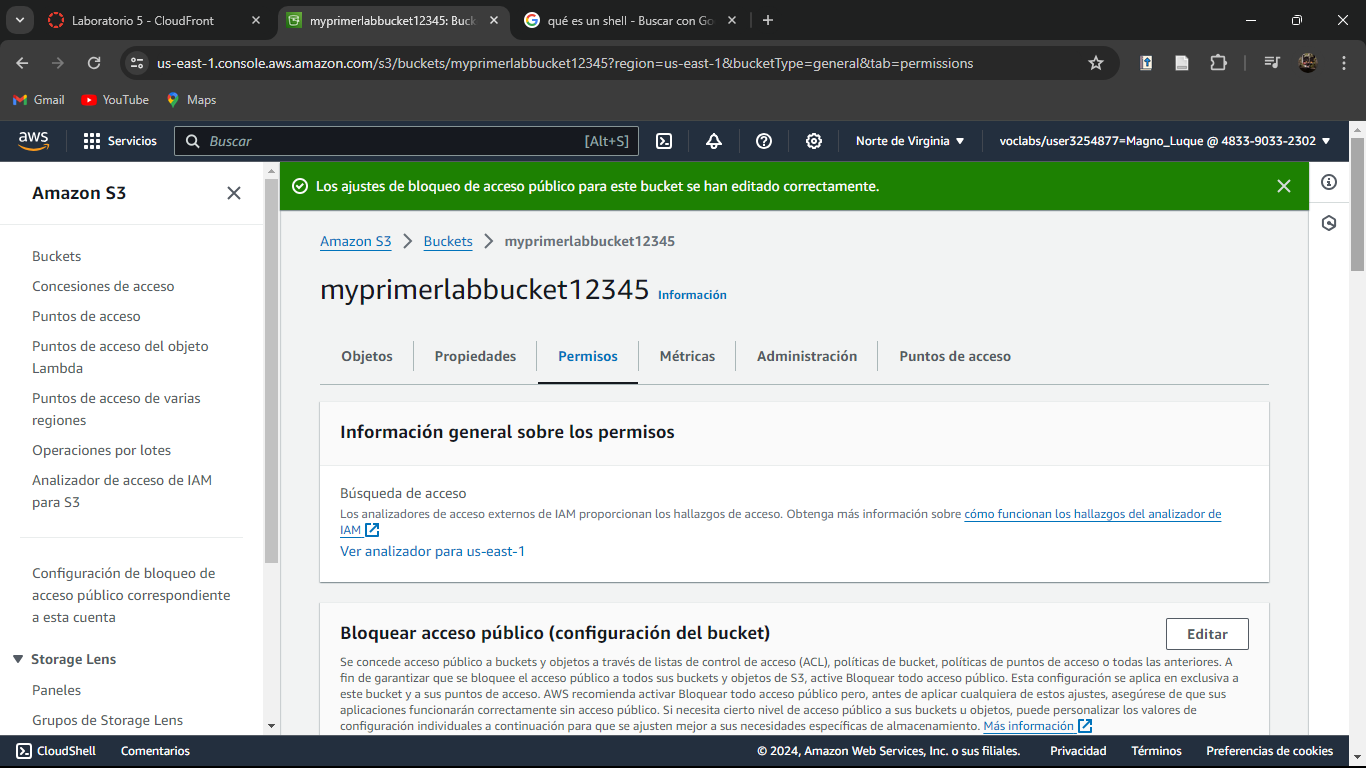 Laboratorio 5 - CloudFront
myprimerlabbucket12345: Buck
qué es un shell - Buscar con Go
us-east-1.console.aws.amazon.com/s3/buckets/myprimerlabbucket12345?region=us-east-1&bucketType=general&tab=permissions
Gmail
YouTube
Maps
aws
Servicios
Buscar
[Alt+S]
Norte de Virginia
voclabs/user3254877=Magno_Luque @ 4833-9033-2302
Amazon S3
Buckets
Concesiones de acceso
Puntos de acceso
Puntos de acceso del objeto
Lambda
Puntos de acceso de varias
regiones
Operaciones por lotes
Analizador de acceso de IAM
para S3
Configuración de bloqueo de
acceso público correspondiente
a esta cuenta
Storage Lens
Paneles
Grupos de Storage Lens
Los ajustes de bloqueo de acceso público para este bucket se han editado correctamente.
Amazon S3
Buckets
myprimerlabbucket12345
myprimerlabbucket12345
Información
Objetos
Propiedades
Permisos
Métricas
Administración
Puntos de acceso
Información general sobre los permisos
Búsqueda de acceso
Los analizadores de acceso externos de IAM proporcionan los hallazgos de acceso. Obtenga más información sobre cómo funcionan los hallazgos del analizador de
IAM
Ver analizador para us-east-1
Bloquear acceso público (configuración del bucket)
Editar
Se concede acceso público a buckets y objetos a través de listas de control de acceso (ACL), políticas de bucket, políticas de puntos de acceso o todas las anteriores. A
fin de garantizar que se bloquee el acceso público a todos sus buckets y objetos de S3, active Bloquear todo acceso público. Esta configuración se aplica en exclusiva a
este bucket y a sus puntos de acceso. AWS recomienda activar Bloquear todo acceso público pero, antes de aplicar cualquiera de estos ajustes, asegúrese de que sus
aplicaciones funcionarán correctamente sin acceso público. Si necesita cierto nivel de acceso público a sus buckets u objetos, puede personalizar los valores de
configuración individuales a continuación para que se ajusten mejor a sus necesidades específicas de almacenamiento. Más información
CloudShell
Comentarios
© 2024, Amazon Web Services, Inc. o sus filiales.
Privacidad
Términos
Preferencias de cookies